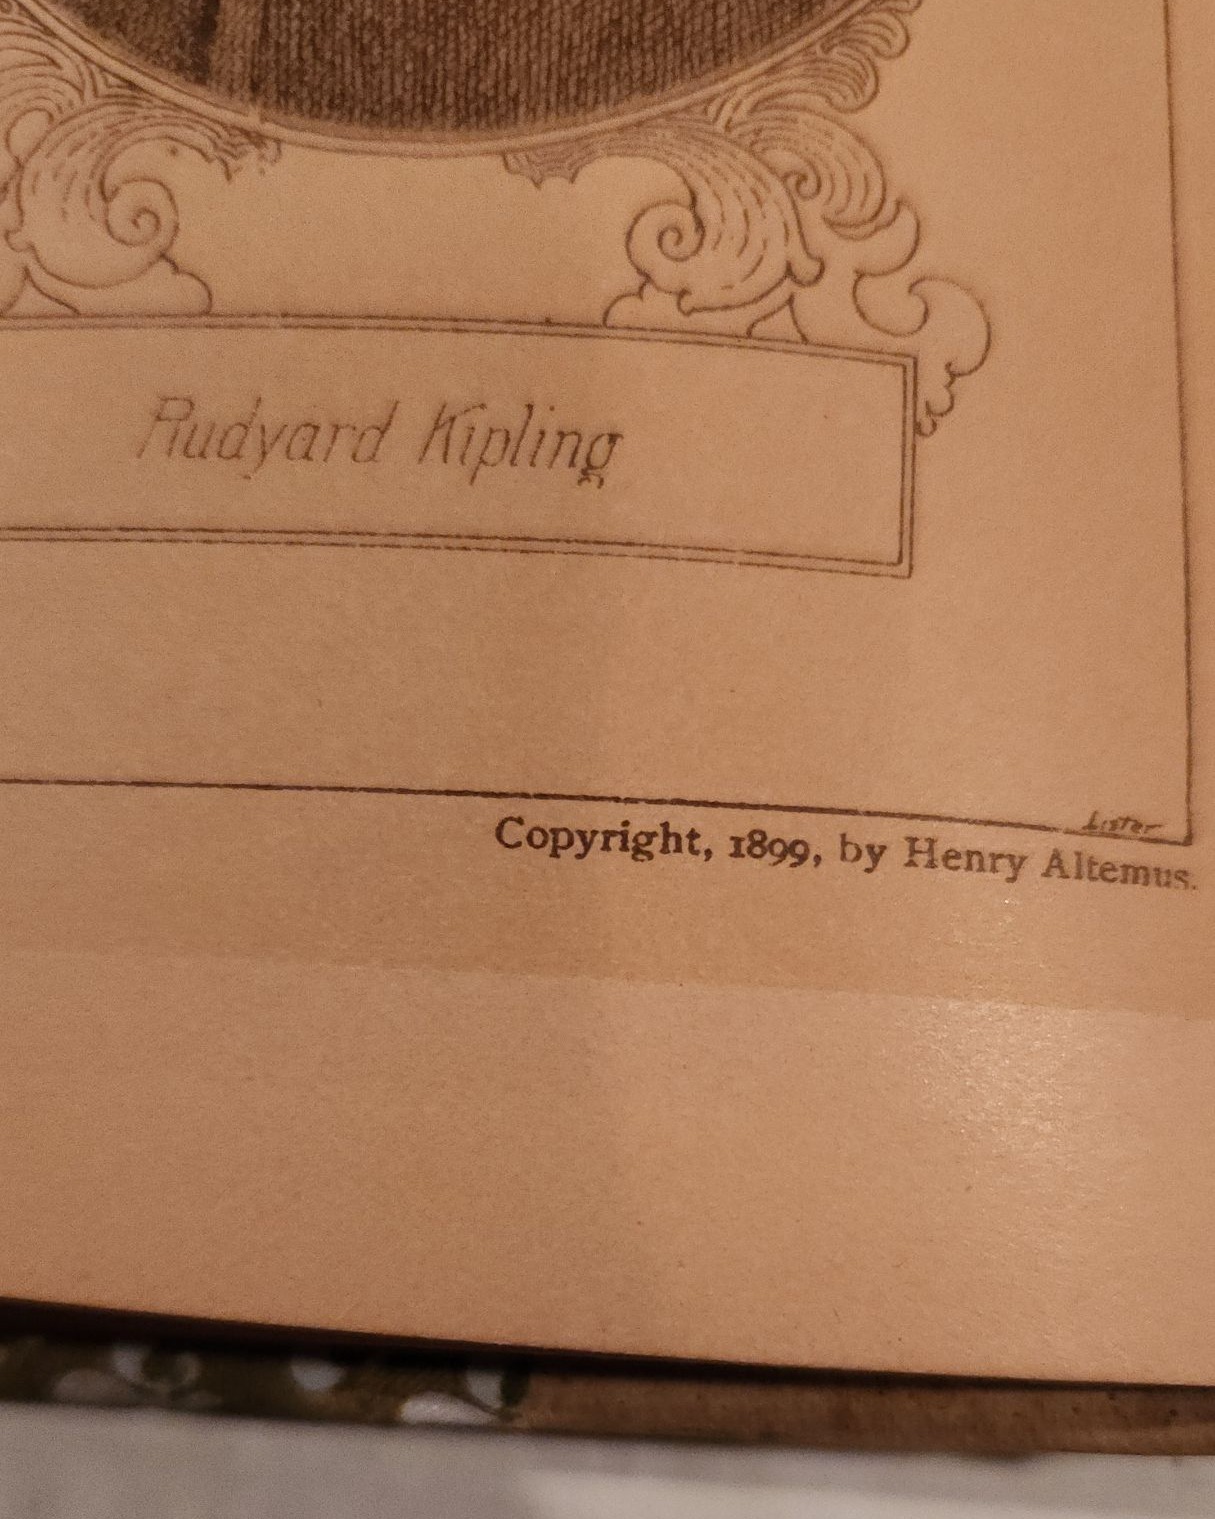 Rudyard Kipling
Lister
Copyright, 1899, by Henry Altemus.